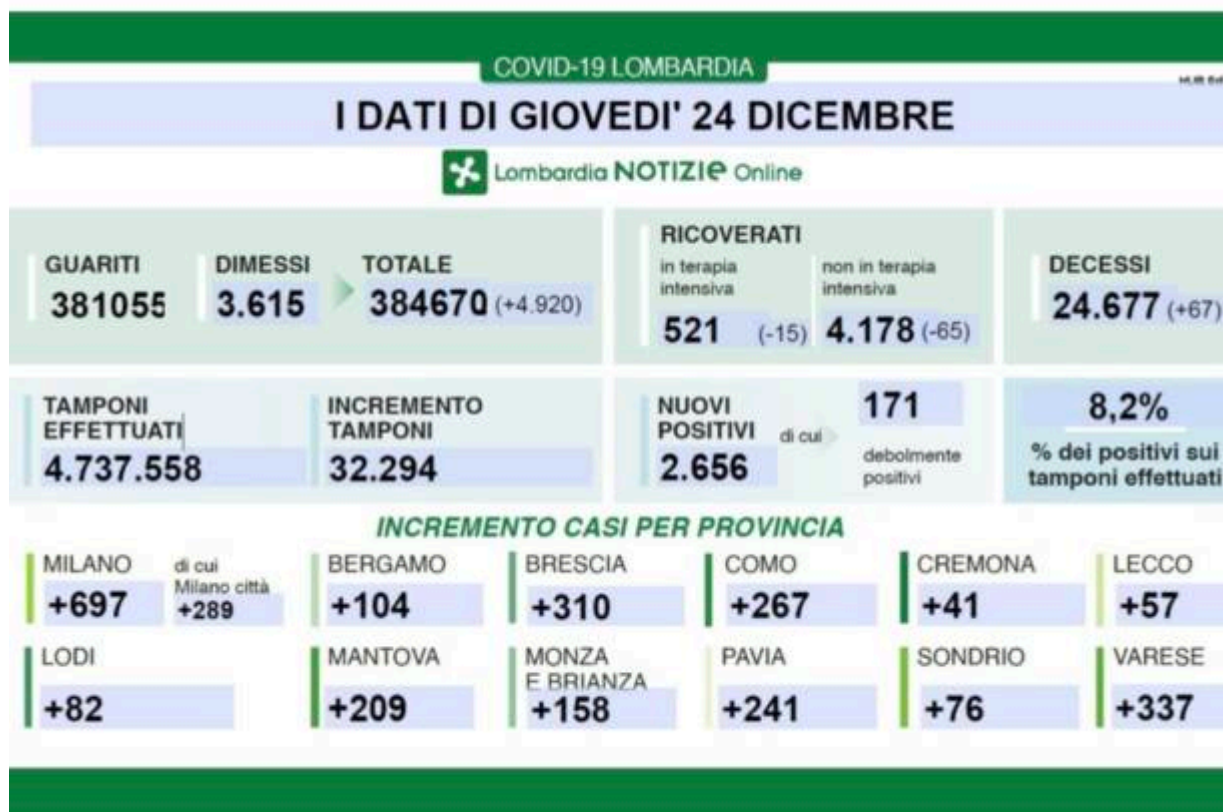 COVID-19 LOMBARDIA
I DATI DI GIOVEDI' 24 DICEMBRE
Lombardia NOTIZIE Online
GUARITI
381055
DIMESSI
3.615
TOTALE
384670 (+4.920)
RICOVERATI
in terapia
intensiva
521 (-15)
non in terapia
intensiva
4.178 (-65)
DECESSI
24.677 (+67)
TAMPONI
EFFETTUATI
4.737.558
INCREMENTO
TAMPONI
32.294
NUOVI
POSITIVI
2.656
di cui
171
debolmente
positivi
8,2%
% dei positivi sui
tamponi effettuati
INCREMENTO CASI PER PROVINCIA
MILANO
+697
di cui
Milano città
+289
BERGAMO
+104
BRESCIA
+310
COMO
+267
CREMONA
+41
LECCO
+57
LODI
+82
MANTOVA
+209
MONZA
E BRIANZA
+158
PAVIA
+241
SONDRIO
+76
VARESE
+337